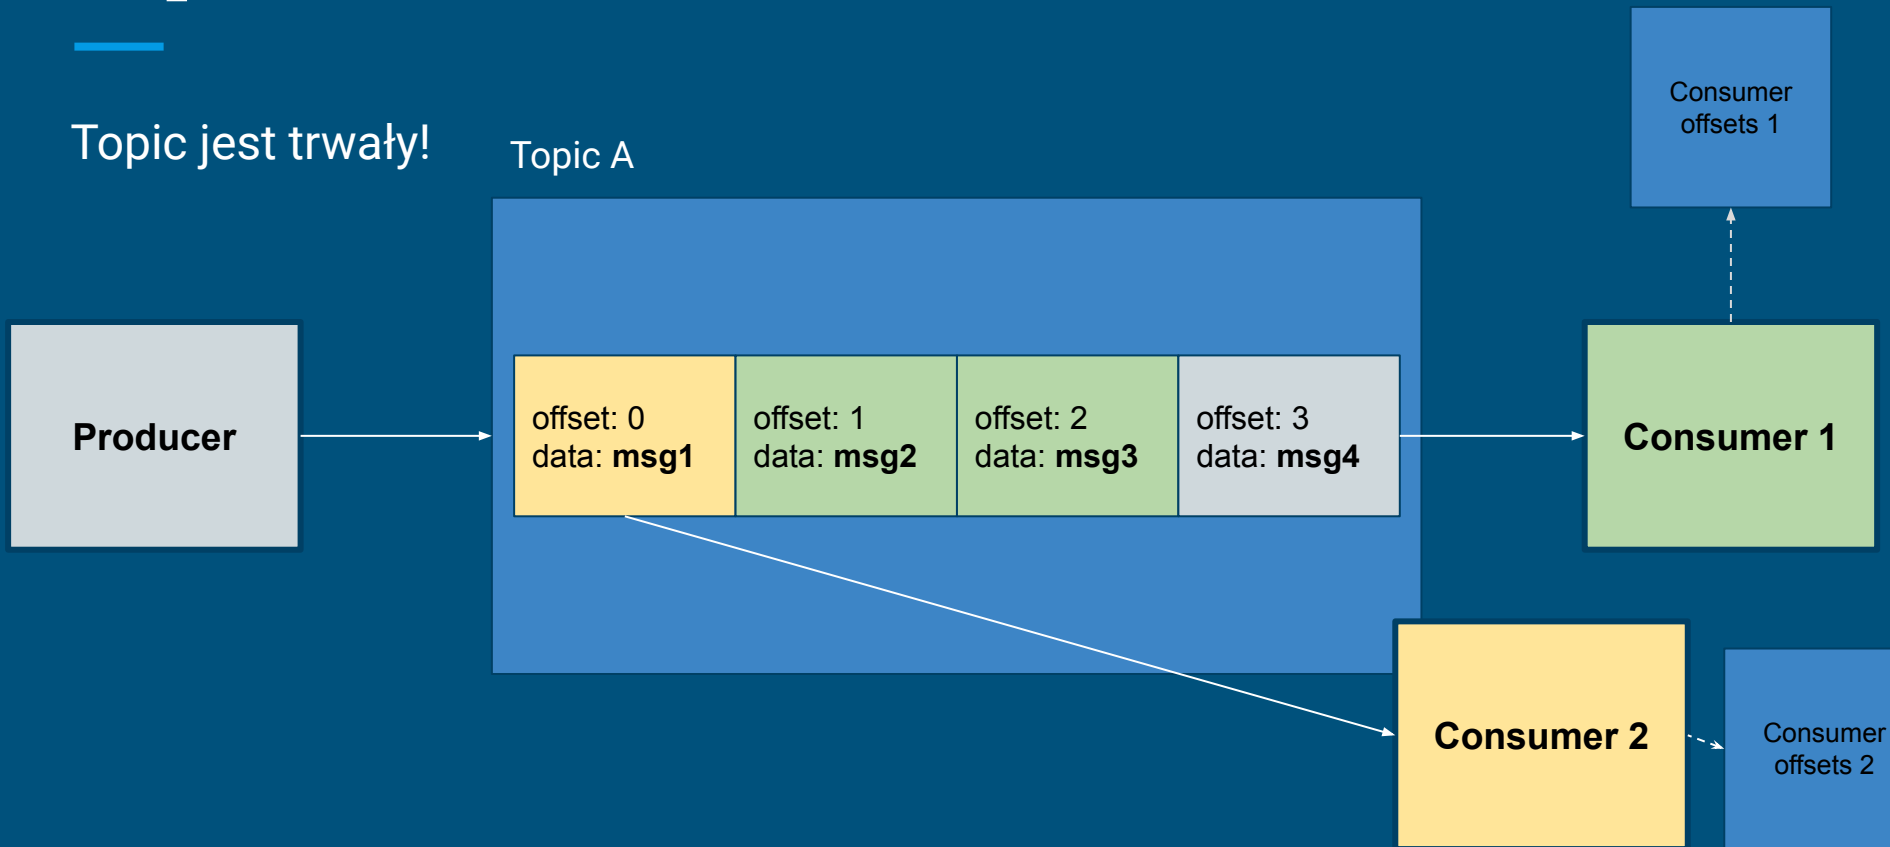 Topic jest trwały!
Topic A
Consumer
offsets 1
Producer
offset: 0
data: msg1
offset: 1
data: msg2
offset: 2
data: msg3
offset: 3
data: msg4
Consumer 1
Consumer 2
Consumer
offsets 2